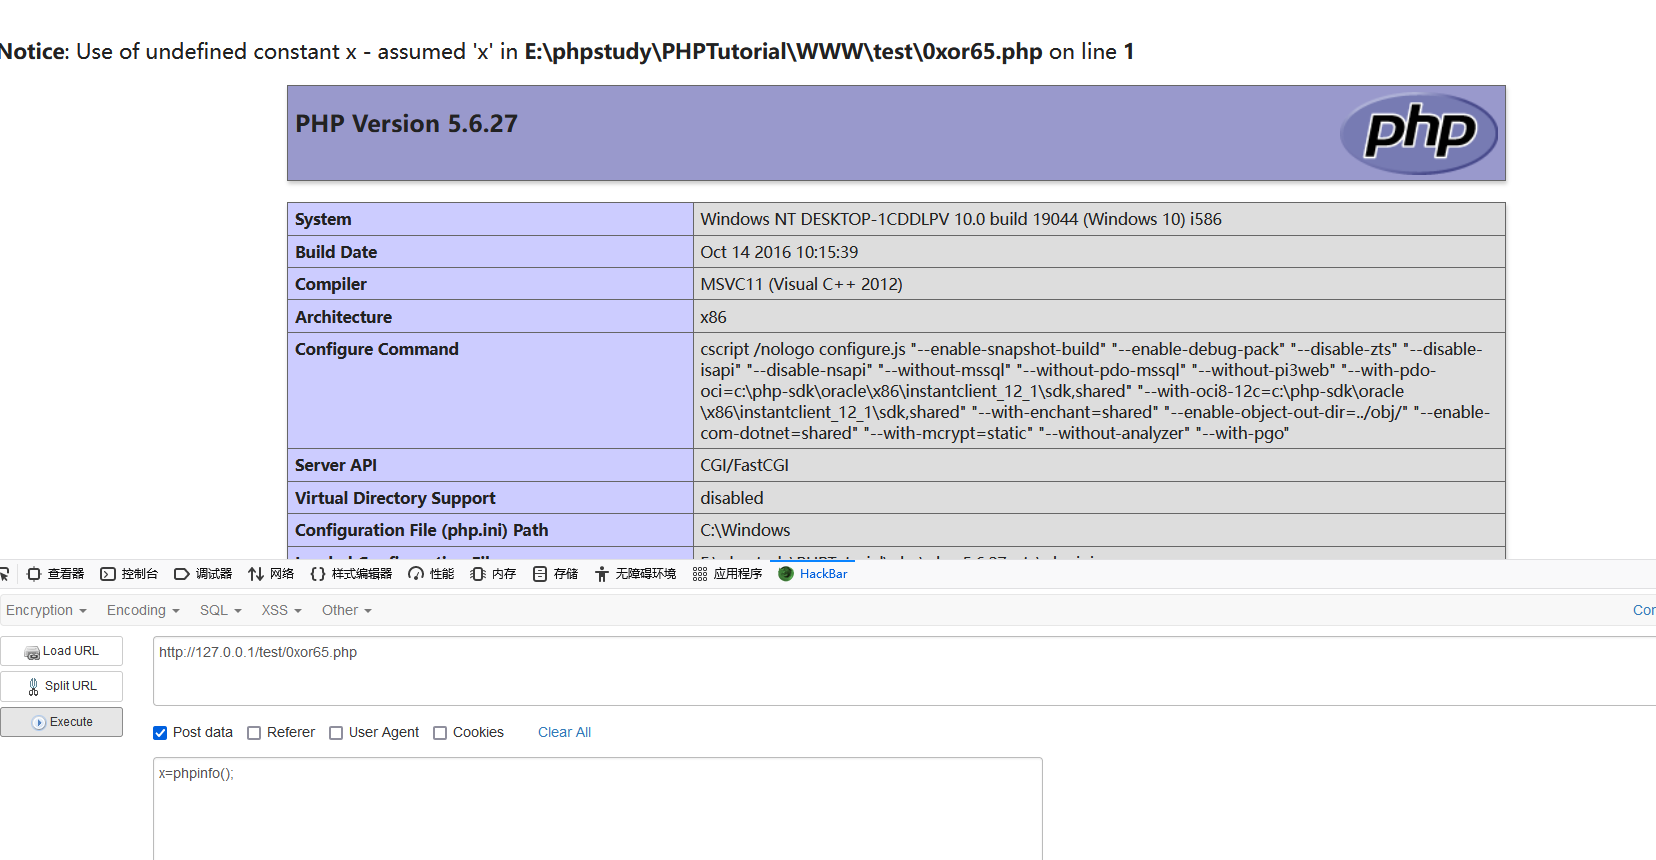 Notice: Use of undefined constant x - assumed 'x' in E:\phpstudy\PHPTutorial\WWW\test\0xor65.php on line 1
PHP Version 5.6.27
php
System
Windows NT DESKTOP-1CDDLPV 10.0 build 19044 (Windows 10) i586
Build Date
Oct 14 2016 10:15:39
Compiler
MSVC11 (Visual C++ 2012)
Architecture
x86
Configure Command
cscript /nologo configure.js "--enable-snapshot-build" "--enable-debug-pack" "--disable-zts" "--disable-
isapi" "--disable-nsapi" "--without-mssql" "--without-pdo-mssql" "--without-pi3web" "--with-pdo-
oci=c:\php-sdk\oracle\x86\instantclient_12_1\sdk,shared" "--with-oci8-12c=c:\php-sdk\oracle
\x86\instantclient_12_1\sdk,shared" "--with-enchant=shared" "--enable-object-out-dir=../obj/" "--enable-
com-dotnet=shared" "--with-mcrypt=static" "--without-analyzer" "--with-pgo"
Server API
CGI/FastCGI
Virtual Directory Support
disabled
Configuration File (php.ini) Path
C:\Windows
查看器 控制台 调试器 网络 样式编辑器 性能 内存 存储 无障碍环境 应用程序 HackBar
Encryption Encoding SQL XSS Other Cor
Load URL
http://127.0.0.1/test/0xor65.php
Split URL
Execute
Post data Referer User Agent Cookies Clear All
x=phpinfo();